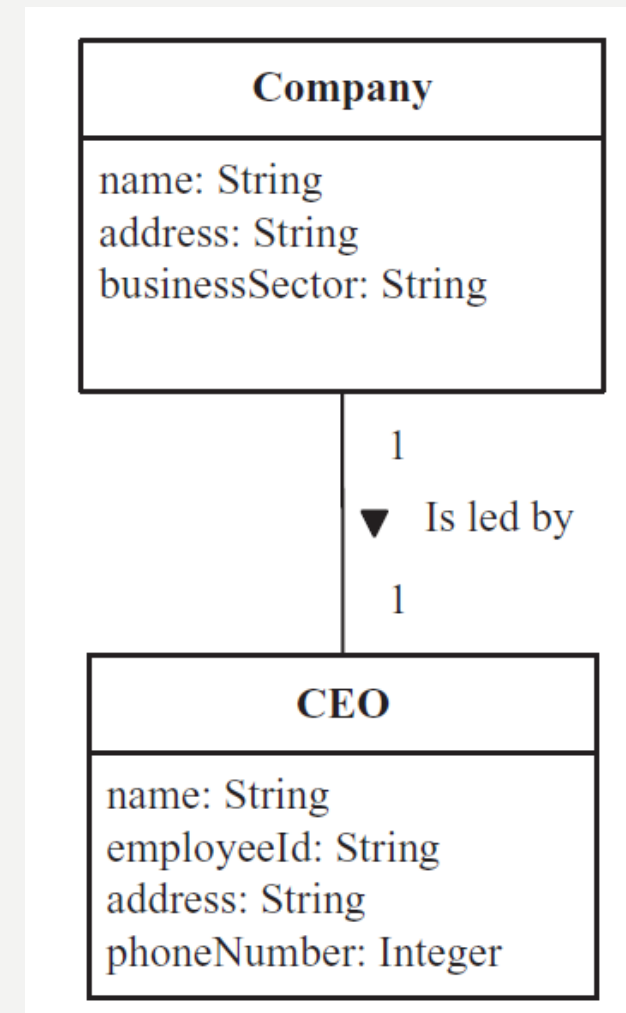 Company
name: String
address: String
businessSector: String
1
Is led by
1
CEO
name: String
employeeId: String
address: String
phoneNumber: Integer